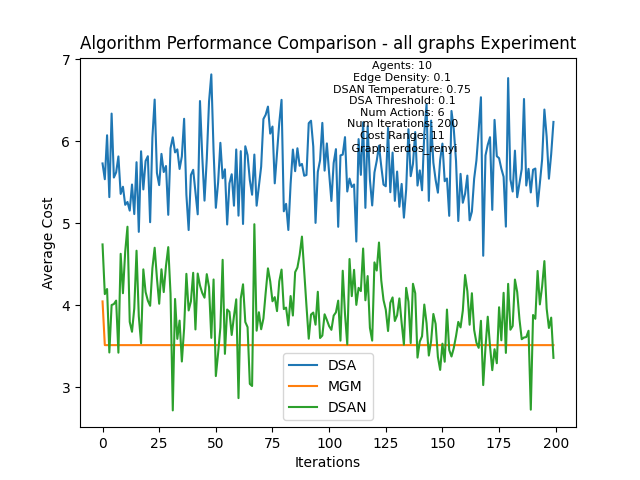 Algorithm Performance Comparison - all graphs Experiment
Agents: 10
Edge Density: 0.1
DSAN Temperature: 0.75
DSA Threshold: 0.1
Num Actions: 6
Num Iterations: 200
Cost Range: 11
Graph: erdos_renyi
7
6
5
4
3
Average Cost
DSA
MGM
DSAN
0
25
50
75
100
125
150
175
200
Iterations